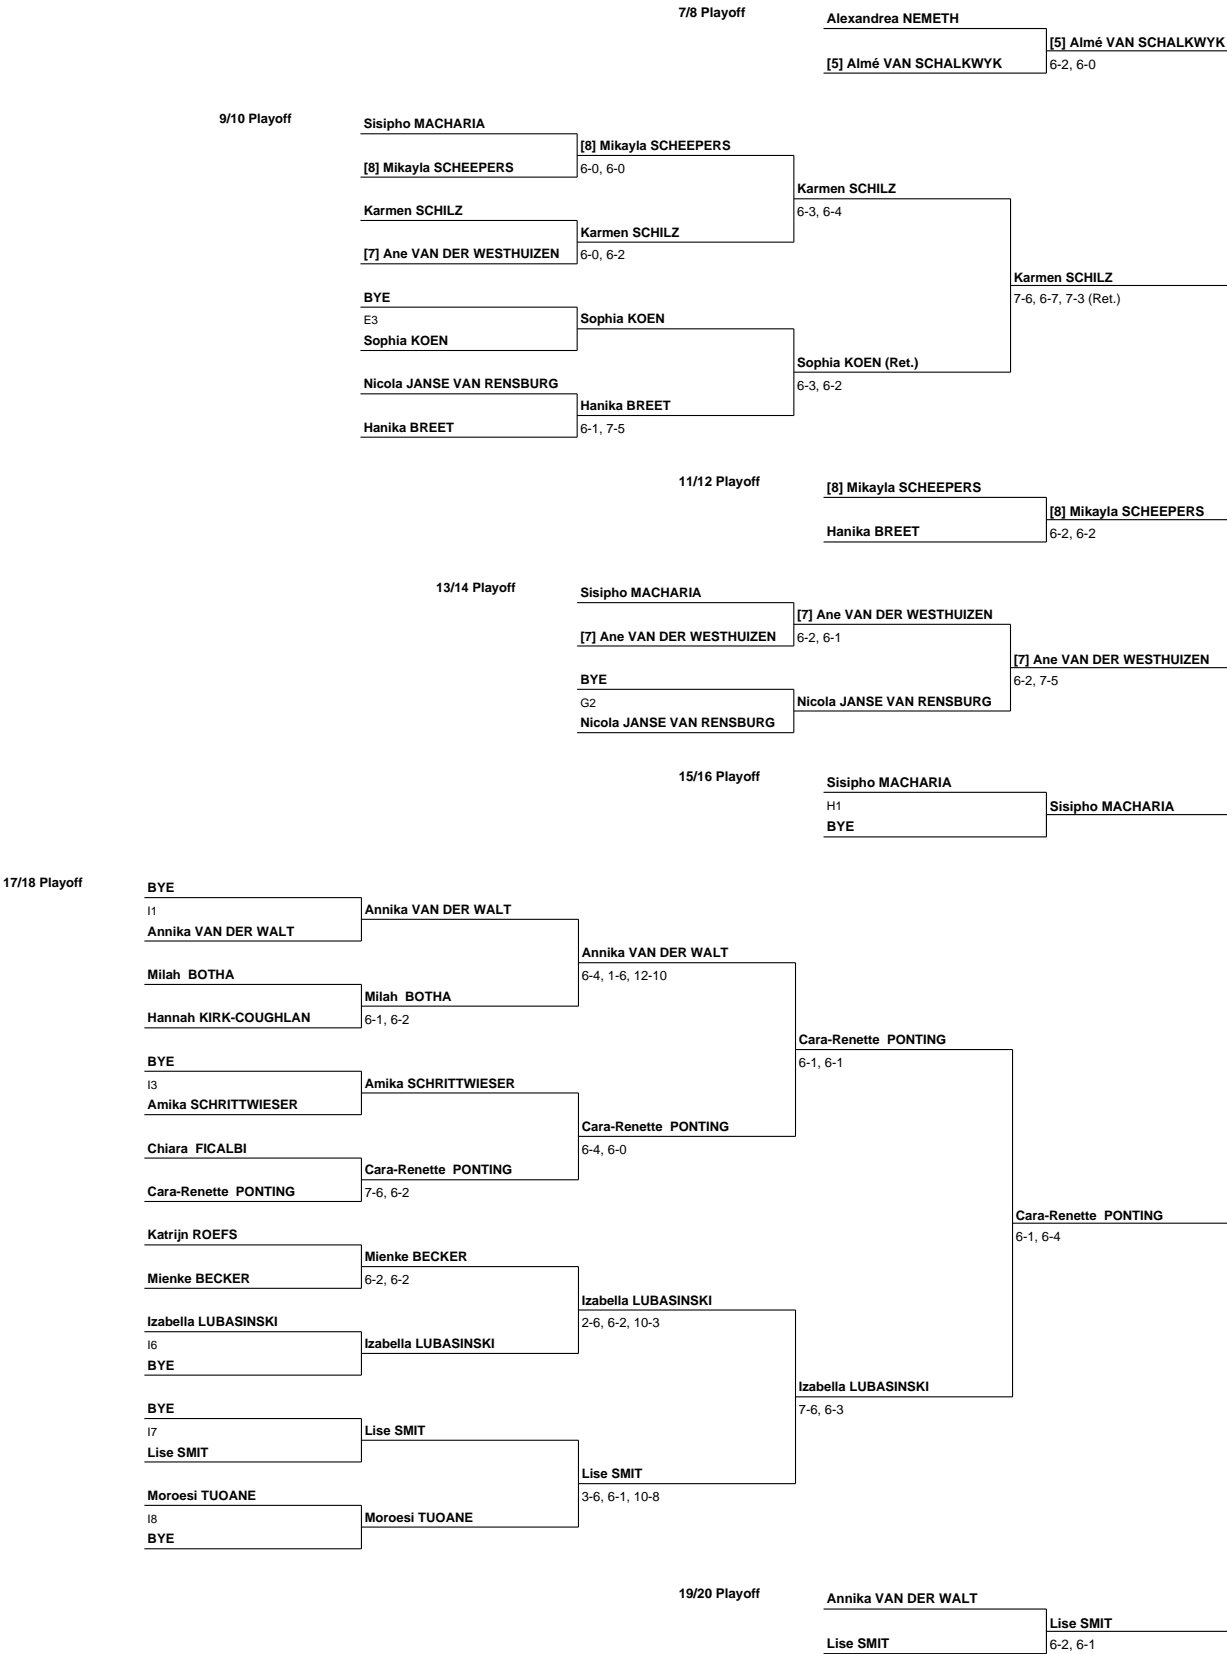 7/8 Playoff
Alexandrea NEMETH
[5] Almé VAN SCHALKWYK
[5] Almé VAN SCHALKWYK
6-2, 6-0
9/10 Playoff
Sisipho MACHARIA
[8] Mikayla SCHEEPERS
[8] Mikayla SCHEEPERS
6-0, 6-0
Karmen SCHILZ
6-3, 6-4
Karmen SCHILZ
Karmen SCHILZ
[7] Ane VAN DER WESTHUIZEN
6-0, 6-2
Karmen SCHILZ
7-6, 6-7, 7-3 (Ret.)
BYE
E3
Sophia KOEN
Sophia KOEN
Sophia KOEN (Ret.)
6-3, 6-2
Nicola JANSE VAN RENSBURG
Hanika BREET
Hanika BREET
6-1, 7-5
11/12 Playoff
[8] Mikayla SCHEEPERS
[8] Mikayla SCHEEPERS
Hanika BREET
6-2, 6-2
13/14 Playoff
Sisipho MACHARIA
[7] Ane VAN DER WESTHUIZEN
[7] Ane VAN DER WESTHUIZEN
6-2, 6-1
[7] Ane VAN DER WESTHUIZEN
6-2, 7-5
BYE
G2
Nicola JANSE VAN RENSBURG
Nicola JANSE VAN RENSBURG
15/16 Playoff
Sisipho MACHARIA
H1
Sisipho MACHARIA
BYE
17/18 Playoff
BYE
I1
Annika VAN DER WALT
Annika VAN DER WALT
Annika VAN DER WALT
6-4, 1-6, 12-10
Milah BOTHA
Milah BOTHA
Hannah KIRK-COUGHLAN
6-1, 6-2
Cara-Renette PONTING
6-1, 6-1
BYE
I3
Amika SCHRITTWIESER
Amika SCHRITTWIESER
Cara-Renette PONTING
6-4, 6-0
Chiara FICALBI
Cara-Renette PONTING
Cara-Renette PONTING
7-6, 6-2
Cara-Renette PONTING
6-1, 6-4
Katrijn ROEFS
Mienke BECKER
Mienke BECKER
6-2, 6-2
Izabella LUBASINSKI
2-6, 6-2, 10-3
Izabella LUBASINSKI
I6
Izabella LUBASINSKI
BYE
Izabella LUBASINSKI
7-6, 6-3
BYE
I7
Lise SMIT
Lise SMIT
Lise SMIT
3-6, 6-1, 10-8
Moroesi TUOANE
I8
Moroesi TUOANE
BYE
19/20 Playoff
Annika VAN DER WALT
Lise SMIT
Lise SMIT
6-2, 6-1